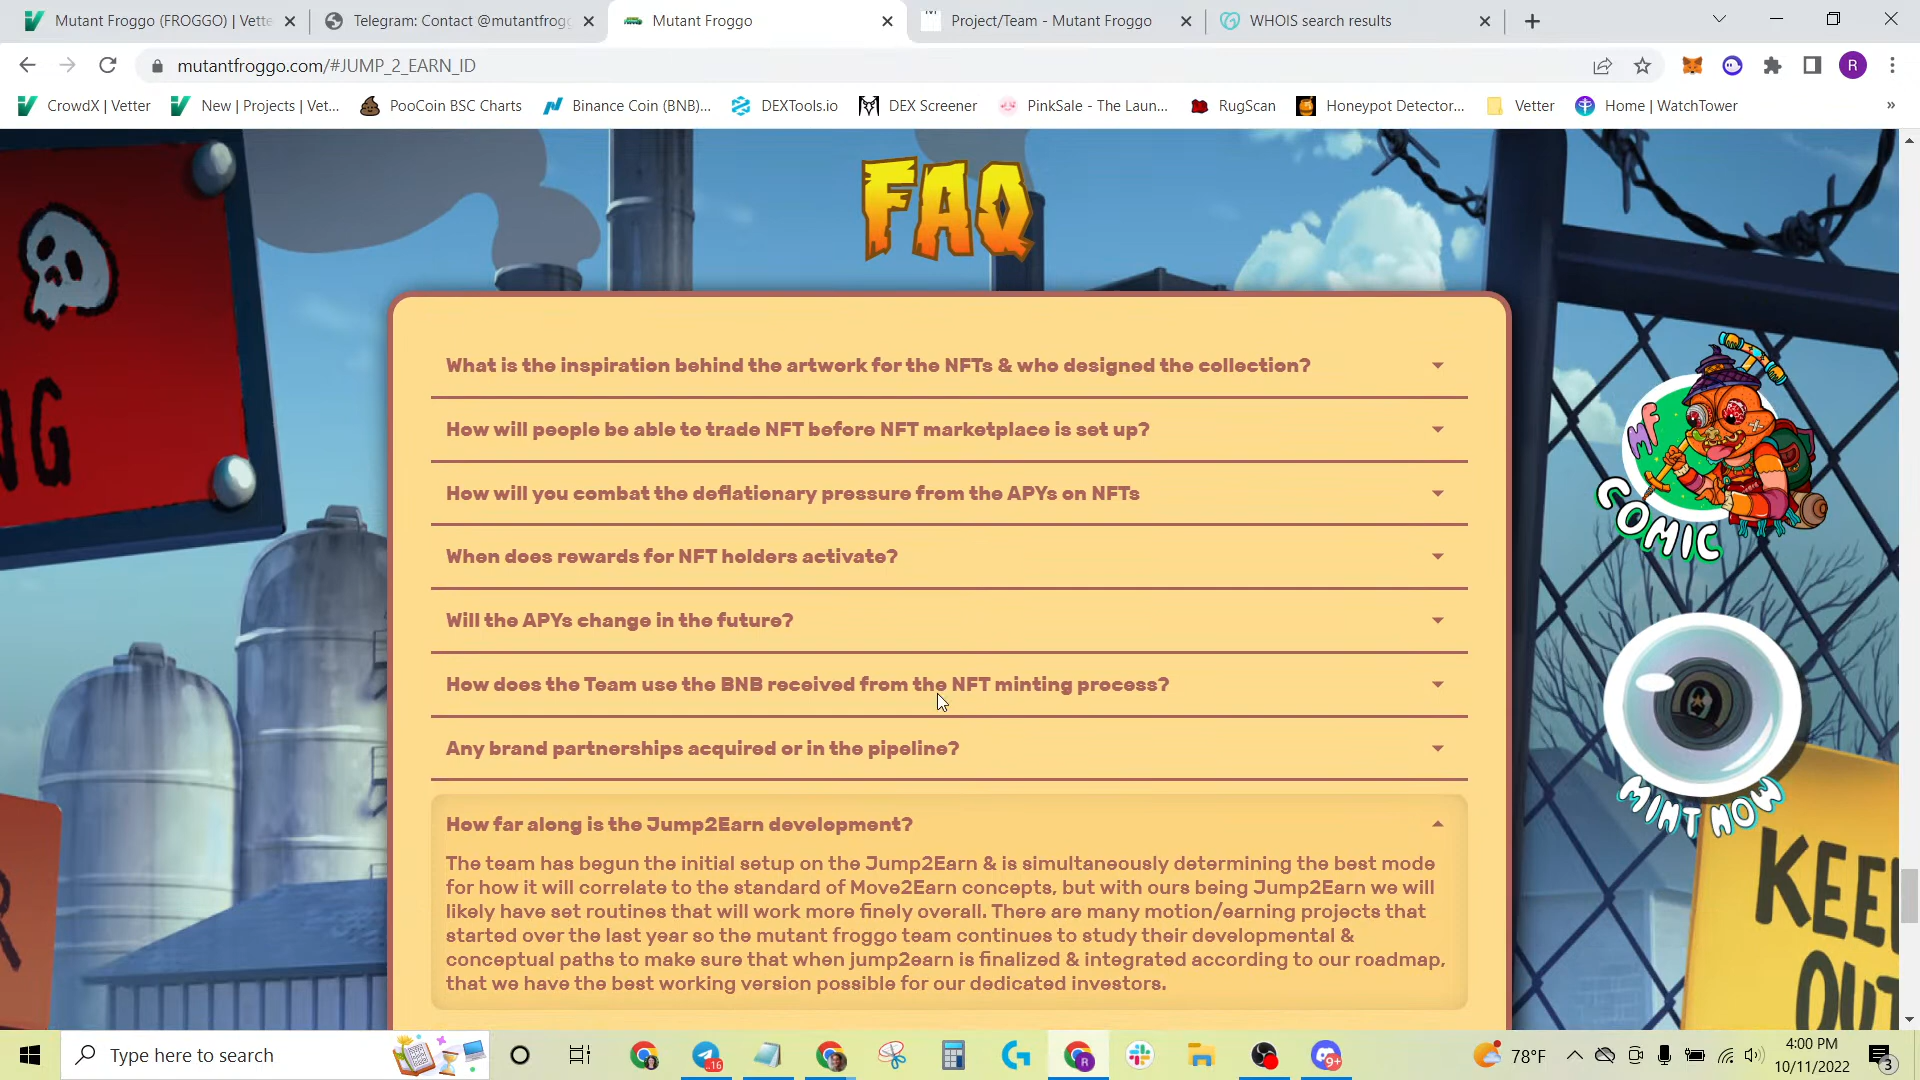 Mutant Froggo (FROGGO) | Vette
Telegram: Contact @mutantfrogg
Mutant Froggo
Project/Team - Mutant Froggo
WHOIS search results
mutantfroggo.com/#JUMP_2_EARN_ID
R
CrowdX | Vetter
New | Projects | Vet...
PooCoin BSC Charts
Binance Coin (BNB)...
DEXTools.io
DEX Screener
PinkSale - The Laun...
RugScan
Honeypot Detector...
Vetter
Home | WatchTower
»
FAQ
NG
What is the inspiration behind the artwork for the NFTs & who designed the collection?
How will people be able to trade NFT before NFT marketplace is set up?
How will you combat the deflationary pressure from the APYs on NFTs
When does rewards for NFT holders activate?
Will the APYs change in the future?
How does the Team use the BNB received from the NFT minting process?
Any brand partnerships acquired or in the pipeline?
How far along is the Jump2Earn development?
The team has begun the initial setup on the Jump2Earn & is simultaneously determining the best mode
for how it will correlate to the standard of Move2Earn concepts, but with ours being Jump2Earn we will
likely have set routines that will work more finely overall. There are many motion/earning projects that
started over the last year so the mutant froggo team continues to study their developmental &
conceptual paths to make sure that when jump2earn is finalized & integrated according to our roadmap,
that we have the best working version possible for our dedicated investors.
MF
COMIC
MINT NOW
KEE
OUT
R
Type here to search
..16
R
9+
78°F
4:00 PM
10/11/2022
3